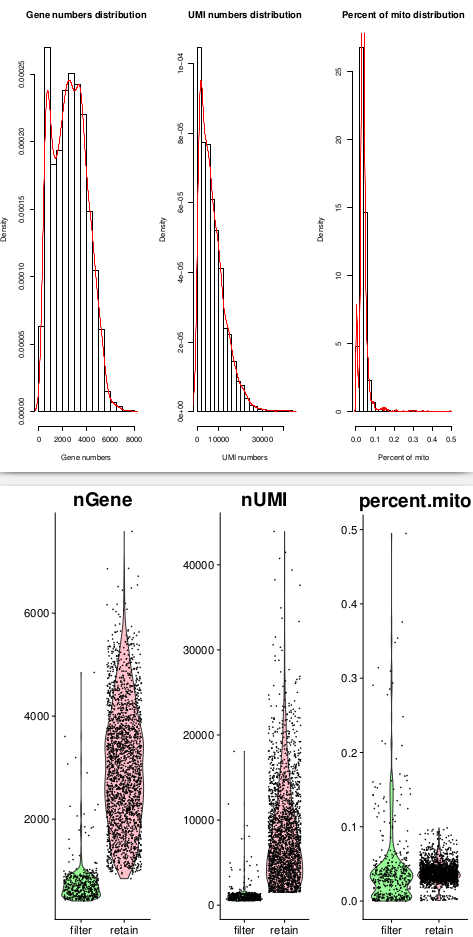 Gene numbers distribution
Density
0.00000
0.00005
0.00010
0.00015
0.00020
0.00025
0
2000
4000
6000
8000
Gene numbers
UMI numbers distribution
Density
0e+00
2e-05
4e-05
6e-05
8e-05
1e-04
0
10000
30000
UMI numbers
Percent of mito distribution
Density
0
5
10
15
20
25
0.0
0.1
0.2
0.3
0.4
0.5
Percent of mito
nGene
6000
4000
2000
filter
retain
nUMI
40000
30000
20000
10000
0
filter
retain
percent.mito
0.5
0.4
0.3
0.2
0.1
0.0
filter
retain